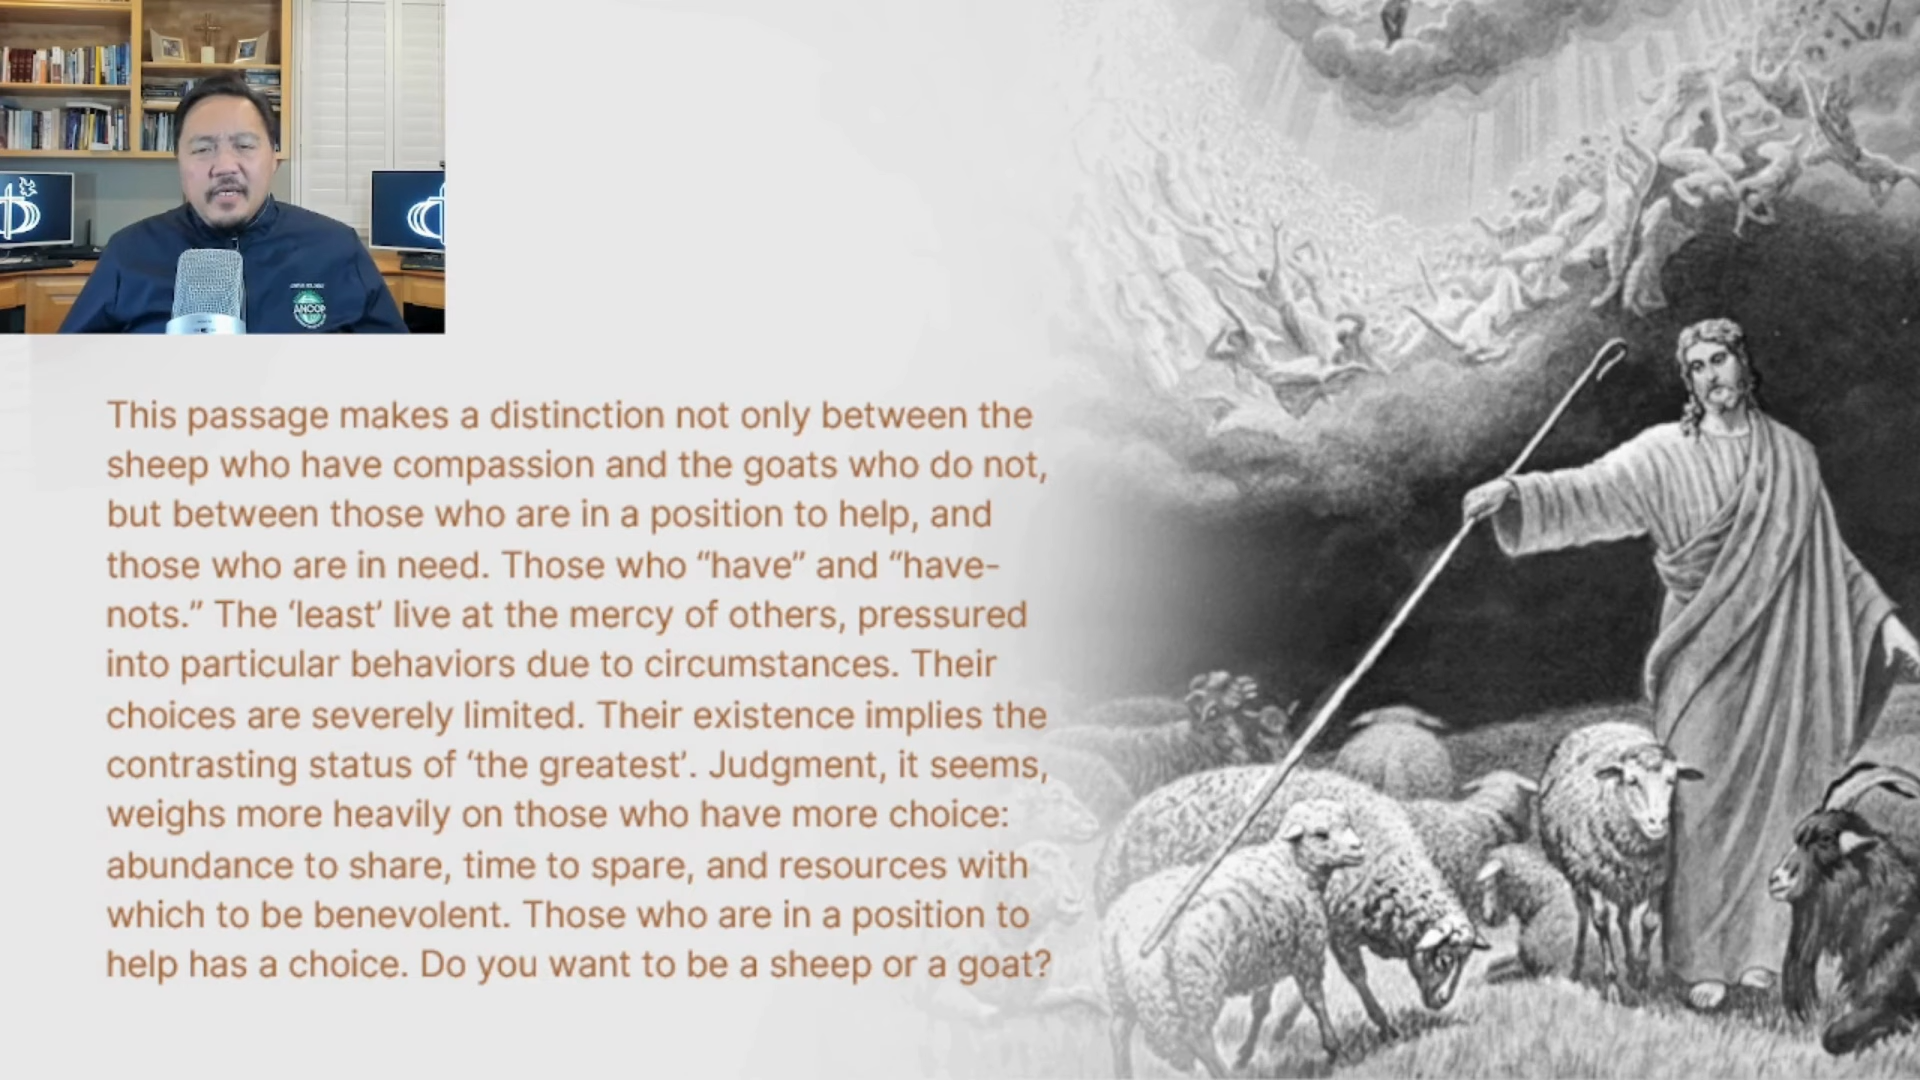 ANCOP
This passage makes a distinction not only between the
sheep who have compassion and the goats who do not,
but between those who are in a position to help, and
those who are in need. Those who “have” and “have-
nots.” The ‘least’ live at the mercy of others, pressured
into particular behaviors due to circumstances. Their
choices are severely limited. Their existence implies the
contrasting status of ‘the greatest’. Judgment, it seems,
weighs more heavily on those who have more choice:
abundance to share, time to spare, and resources with
which to be benevolent. Those who are in a position to
help has a choice. Do you want to be a sheep or a goat?